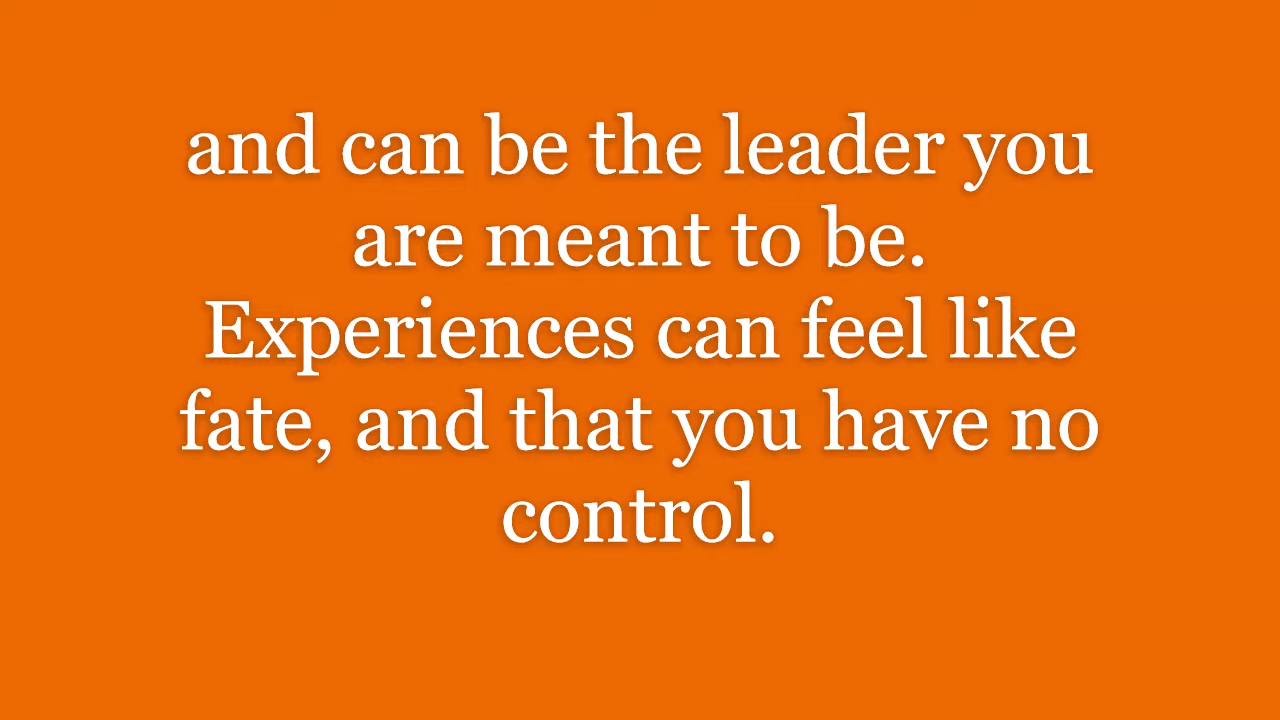 and can be the leader you
are meant to be.
Experiences can feel like
fate, and that you have no
control.